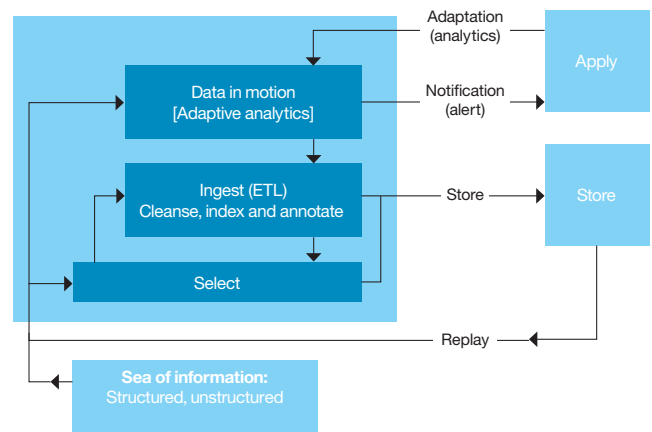 Adaptation
(analytics)
Apply
Data in motion
[Adaptive analytics]
Notification
(alert)
Ingest (ETL)
Cleanse, index and annotate
Store
Store
Select
Replay
Sea of information:
Structured, unstructured